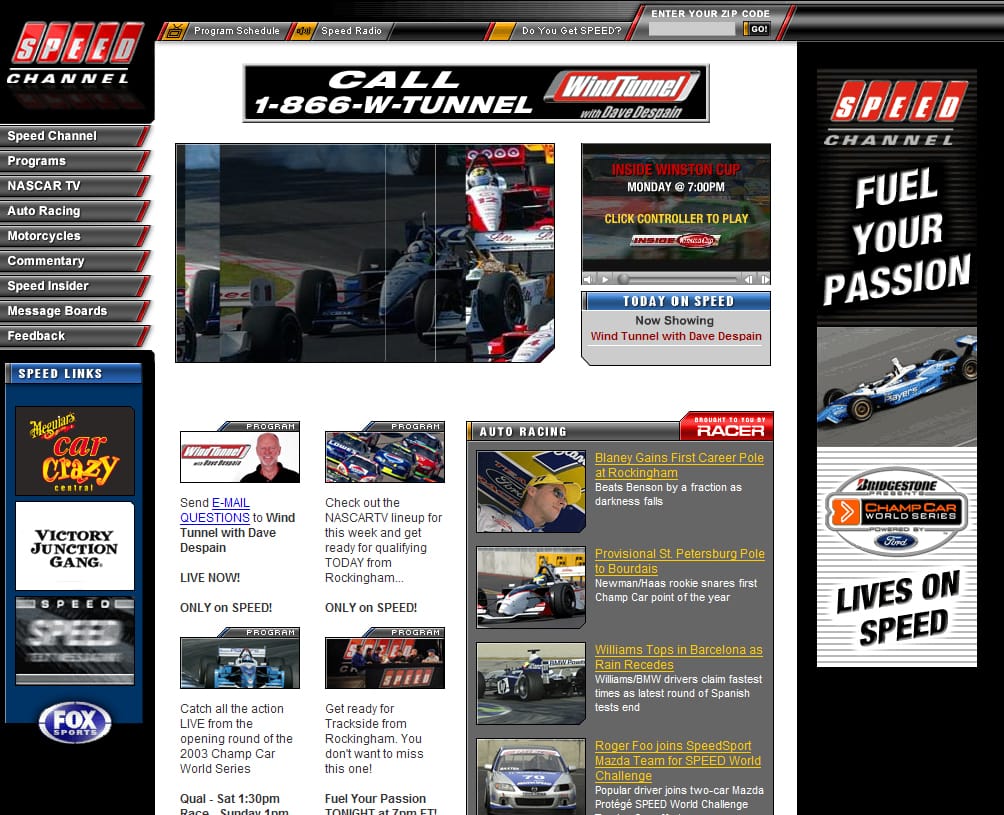 SPEED
CHANNEL
Program Schedule
Speed Radio
Do You Get SPEED?
ENTER YOUR ZIP CODE
GO!
CALL
1-866-W-TUNNEL
WindTunnel
with Dave Despain
Speed Channel
Programs
NASCAR TV
Auto Racing
Motorcycles
Commentary
Speed Insider
Message Boards
Feedback
SPEED LINKS
Meguiar's
car
Crazy
central
VICTORY
JUNCTION
GANG
SPEED
SPEED
FOX
SPORTS
INSIDE WINSTON CUP
MONDAY @ 7:00PM
CLICK CONTROLLER TO PLAY
INSIDE
TODAY ON SPEED
Now Showing
Wind Tunnel with Dave Despain
PROGRAM
WindTunnel
with Dave Despain
Send E-MAIL
QUESTIONS to Wind
Tunnel with Dave
Despain
LIVE NOW!
ONLY on SPEED!
PROGRAM
Check out the
NASCARTV lineup for
this week and get
ready for qualifying
TODAY from
Rockingham...
ONLY on SPEED!
PROGRAM
Catch all the action
LIVE from the
opening round of the
2003 Champ Car
World Series
Qual - Sat 1:30pm
Race - Sunday 1pm
PROGRAM
SPEED
SPEED
Get ready for
Trackside from
Rockingham. You
don't want to miss
this one!
Fuel Your Passion
TONIGHT at 7pm ET!
AUTO RACING
BROUGHT TO YOU BY
RACER
Blaney Gains First Career Pole
at Rockingham
Beats Benson by a fraction as
darkness falls
Provisional St. Petersburg Pole
to Bourdais
Newman/Haas rookie snares first
Champ Car point of the year
Williams Tops in Barcelona as
Rain Recedes
Williams/BMW drivers claim fastest
times as latest round of Spanish
tests end
Roger Foo joins SpeedSport
Mazda Team for SPEED World
Challenge
Popular driver joins two-car Mazda
Protégé SPEED World Challenge
SPEED
CHANNEL
FUEL
YOUR
PASSION
Player's
BRIDGESTONE
PRESENTS
CHAMP CAR
WORLD SERIES
POWERED BY
Ford
LIVES ON
SPEED